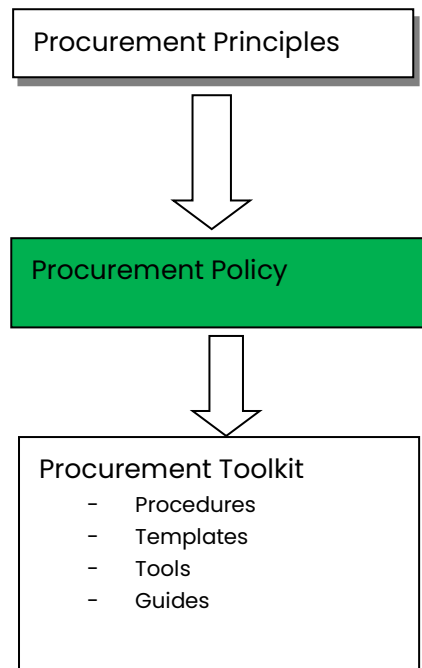 Procurement Principles
Procurement Policy
Procurement Toolkit
- Procedures
- Templates
- Tools
- Guides